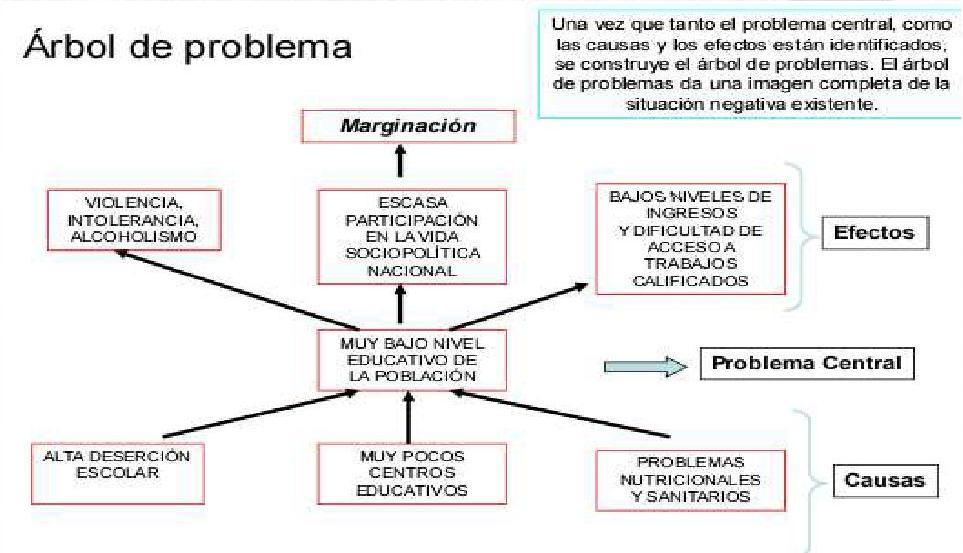 Árbol de problema
Una vez que tanto el problema central, como
las causas y los efectos están identificados,
se construye el árbol de problemas. El árbol
de problemas da una imagen completa de la
situación negativa existente.
Marginación
VIOLENCIA,
INTOLERANCIA,
ALCOHOLISMO
ESCASA
PARTICIPACIÓN
EN LA VIDA
SOCIOPOLÍTICA
NACIONAL
BAJOS NIVELES DE
INGRESOS
Y DIFICULTAD DE
ACCESO A
TRABAJOS
CALIFICADOS
Efectos
MUY BAJO NIVEL
EDUCATIVO DE
LA POBLACIÓN
Problema Central
ALTA DESERCIÓN
ESCOLAR
MUY POCOS
CENTROS
EDUCATIVOS
PROBLEMAS
NUTRICIONALES
Y SANITARIOS
Causas